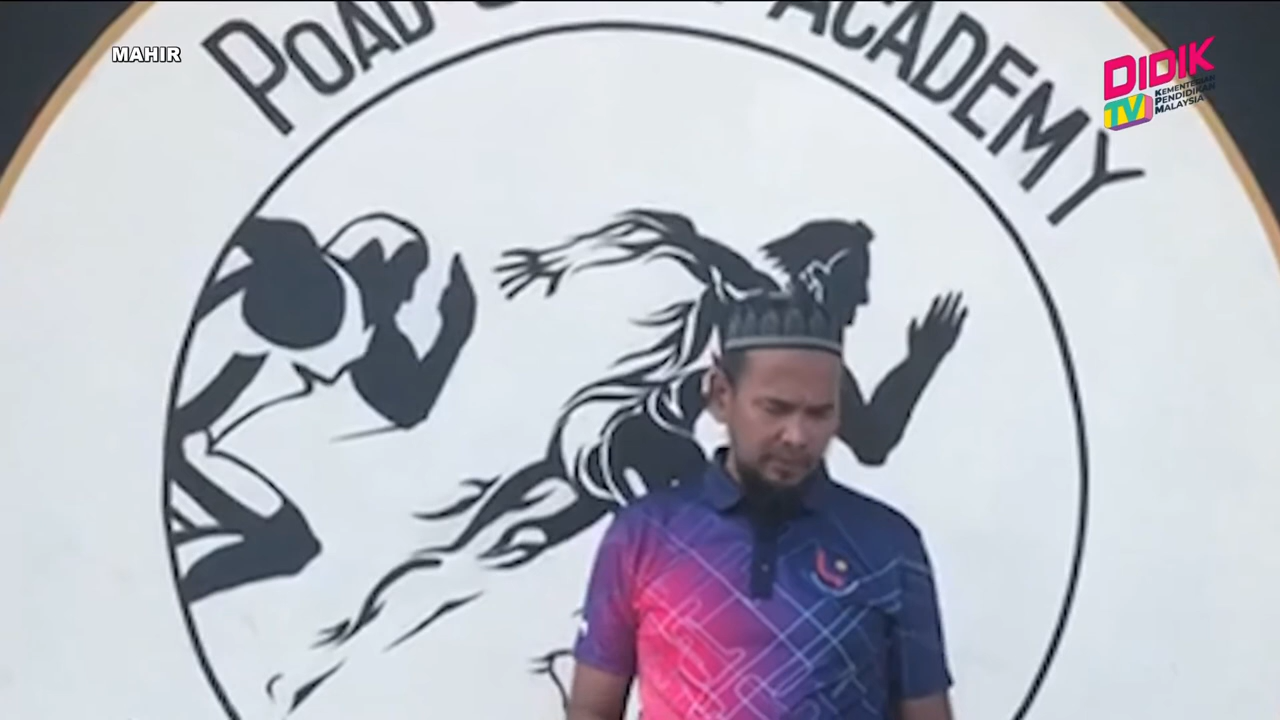 MAHIR
POAD ACADEMY
DIDIK
TV
KEMENTERIAN
PENDIDIKAN
MALAYSIA